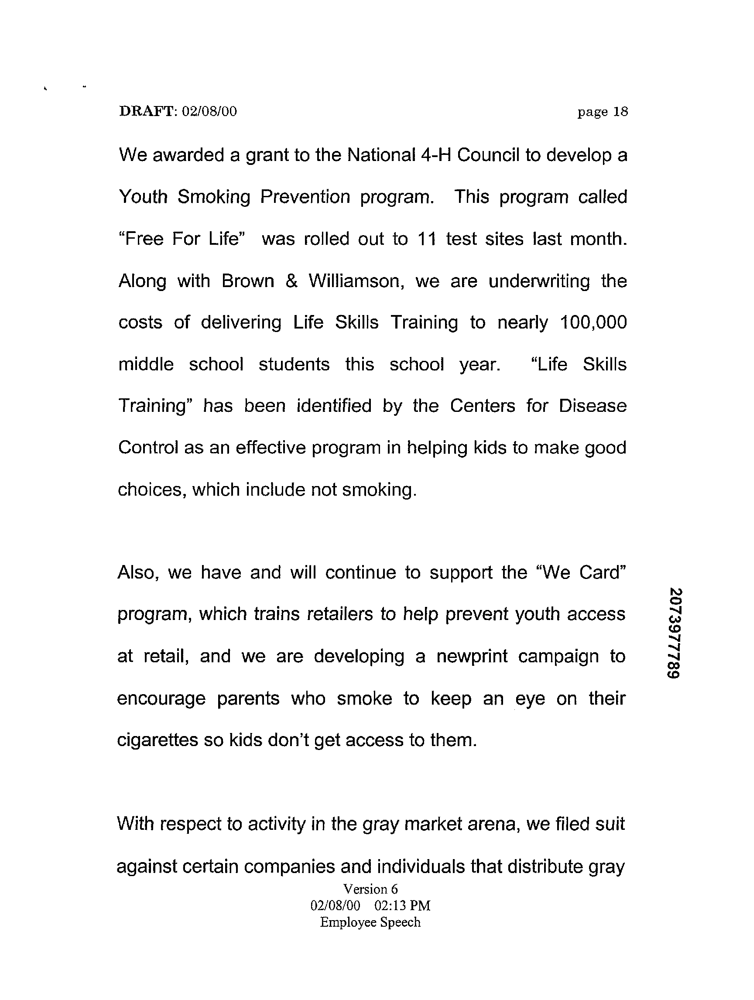 DRAFT: 02/08/00 page 18
We awarded a grant to the National 4-H Council to develop a
Youth Smoking Prevention program. This program called
“Free For Life” was rolled out to 11 test sites last month.
Along with Brown & Williamson, we are underwriting the
costs of delivering Life Skills Training to nearly 100,000
middle school students this school year. “Life Skills
Training” has been identified by the Centers for Disease
Control as an effective program in helping kids to make good
choices, which include not smoking.
Also, we have and will continue to support the “We Card”
program, which trains retailers to help prevent youth access
at retail, and we are developing a newprint campaign to
encourage parents who smoke to keep an eye on their
cigarettes so kids don’t get access to them.
With respect to activity in the gray market arena, we filed suit
against certain companies and individuals that distribute gray
Version 6
02/08/00 02:13 PM
Employee Speech
2073977789